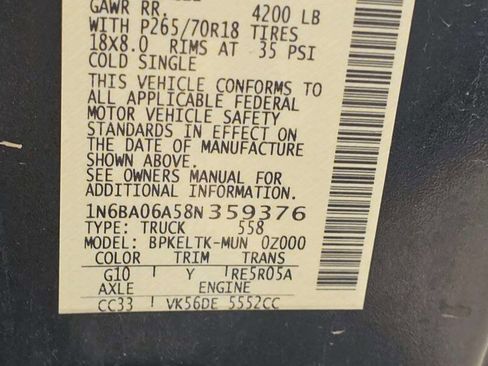 GAWR RR. 4200 LB
WITH P265/70R18 TIRES
18X8.0 RIMS AT 35 PSI
COLD SINGLE
THIS VEHICLE CONFORMS TO
ALL APPLICABLE FEDERAL
MOTOR VEHICLE SAFETY
STANDARDS IN EFFECT ON
THE DATE OF MANUFACTURE
SHOWN ABOVE.
SEE OWNERS MANUAL FOR
ADDITIONAL INFORMATION.
1N6BA06A58N359376
TYPE: TRUCK 558
MODEL: BPKELTK-MUN 0Z000
COLOR TRIM TRANS
G10 Y RE5R05A
AXLE ENGINE
CC33 VK56DE 5552CC